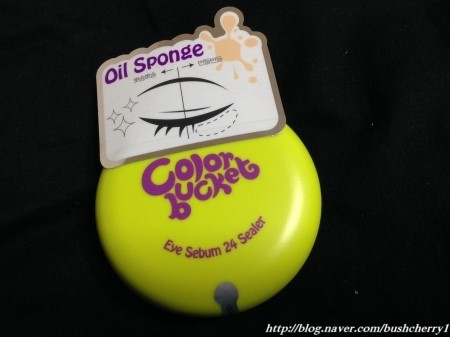 Oil Sponge
Color
bucket
Eye Sebum 24 Sealer
http://blog.naver.com/bushcherry1